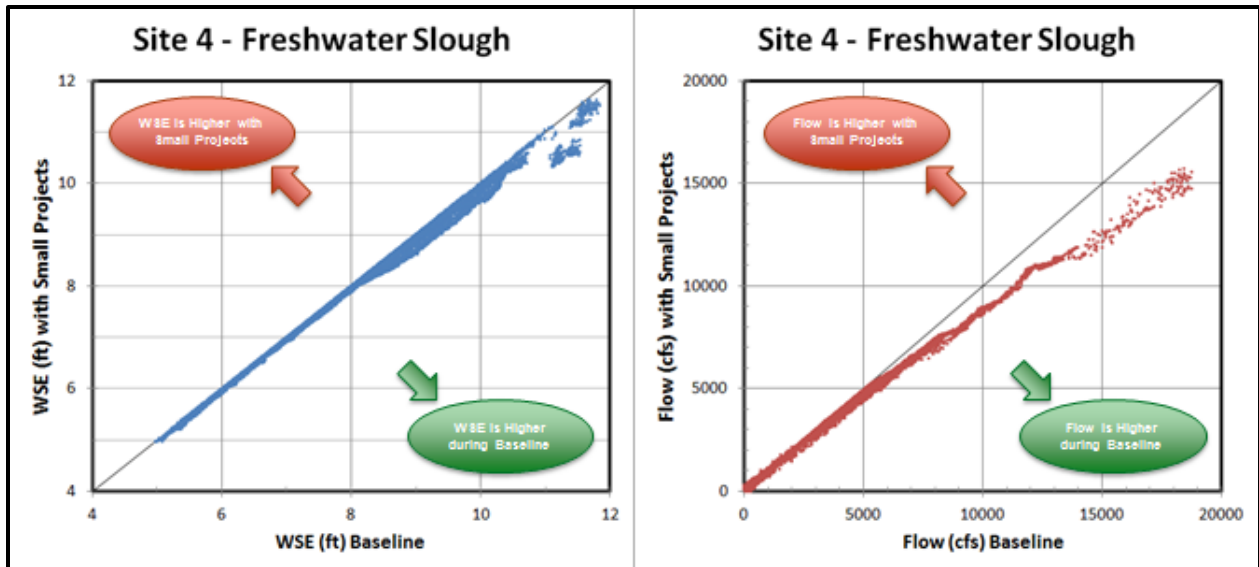 Site 4 - Freshwater Slough
12
10
8
6
4
4
6
8
10
12
WSE (ft) with Small Projects
WSE (ft) Baseline
WSE is Higher with
Small Projects
WSE is Higher
during Baseline
Site 4 - Freshwater Slough
20000
15000
10000
5000
0
0
5000
10000
15000
20000
Flow (cfs) with Small Projects
Flow (cfs) Baseline
Flow is Higher with
Small Projects
Flow is Higher
during Baseline